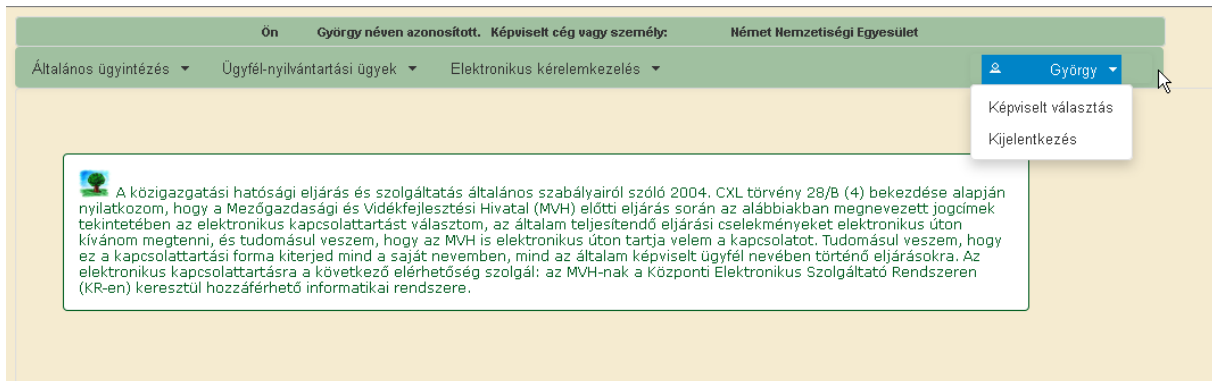 Ön György néven azonosított. Képviselt cég vagy személy: Német Nemzetiségi Egyesület
Általános ügyintézés Ügyfél-nyilvántartási ügyek Elektronikus kérelemkezelés György
Képviselt választás
Kijelentkezés
A közigazgatási hatósági eljárás és szolgáltatás általános szabályairól szóló 2004. CXL törvény 28/B (4) bekezdése alapján
nyilatkozom, hogy a Mezőgazdasági és Vidékfejlesztési Hivatal (MVH) előtti eljárás során az alábbiakban megnevezett jogcímek
tekintetében az elektronikus kapcsolattartást választom, az általam teljesítendő eljárási cselekményeket elektronikus úton
kívánom megtenni, és tudomásul veszem, hogy az MVH is elektronikus úton tartja velem a kapcsolatot. Tudomásul veszem, hogy
ez a kapcsolattartási forma kiterjed mind a saját nevemben, mind az általam képviselt ügyfél nevében történő eljárásokra. Az
elektronikus kapcsolattartásra a következő elérhetőség szolgál: az MVH-nak a Központi Elektronikus Szolgáltató Rendszeren
(KR-en) keresztül hozzáférhető informatikai rendszere.